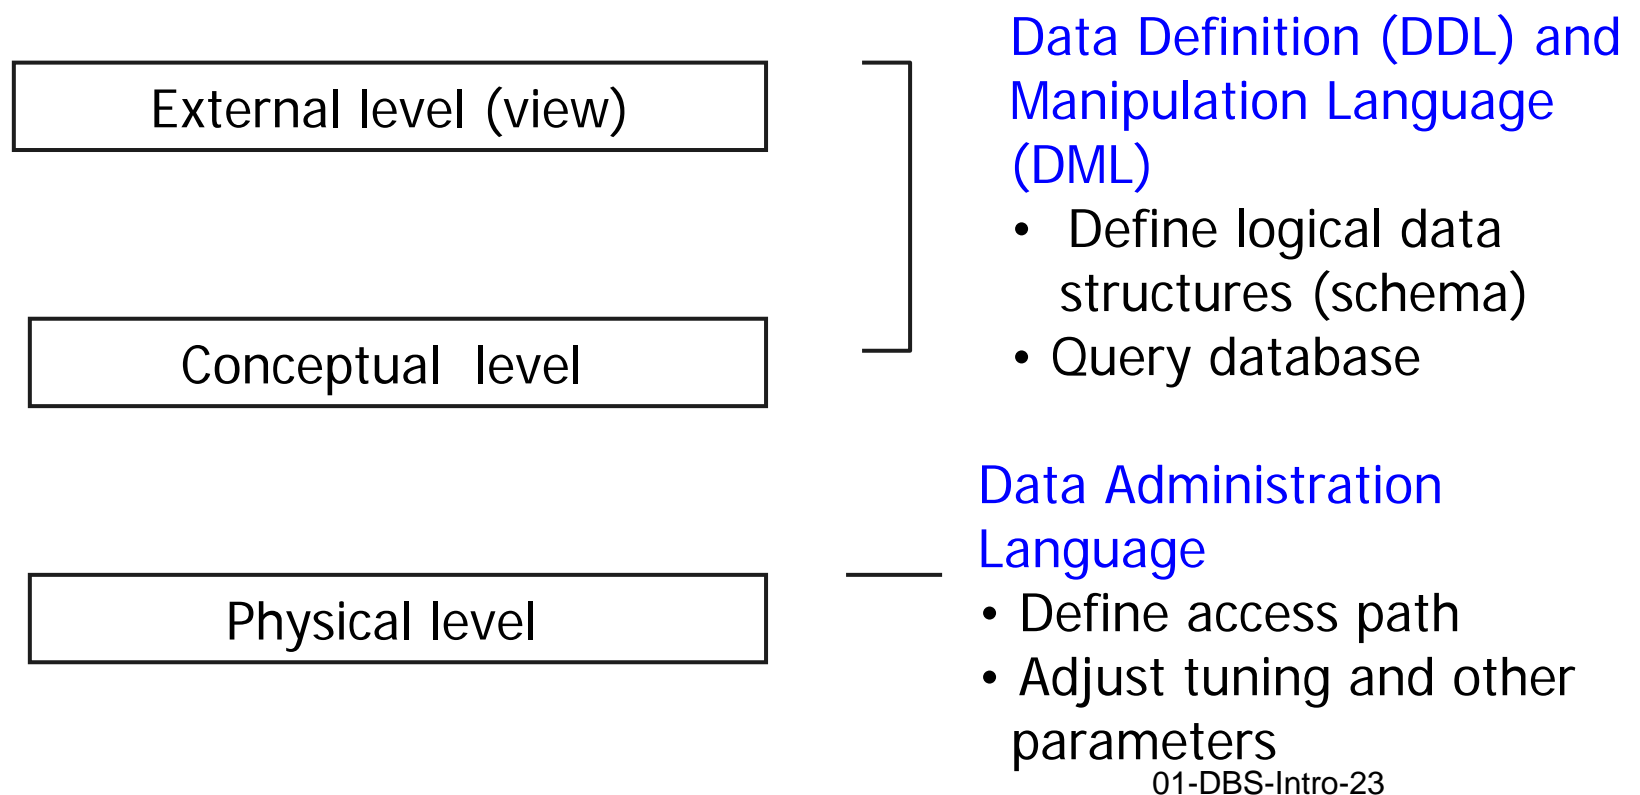 External level (view)
Conceptual level
Physical level
Data Definition (DDL) and
Manipulation Language
(DML)
• Define logical data
structures (schema)
• Query database
Data Administration
Language
• Define access path
• Adjust tuning and other
parameters
01-DBS-Intro-23